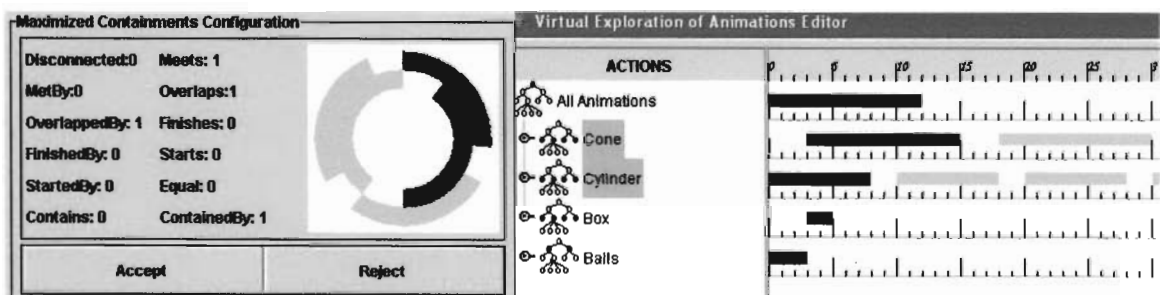 Maximized Containments Configuration
Disconnected:0 Meets: 1
MetBy:0 Overlaps:1
OverlappedBy: 1 Finishes: 0
FinishedBy: 0 Starts: 0
StartedBy: 0 Equal: 0
Contains: 0 ContainedBy: 1
Accept Reject
Virtual Exploration of Animations Editor
ACTIONS
All Animations
Cone
Cylinder
Box
Balls